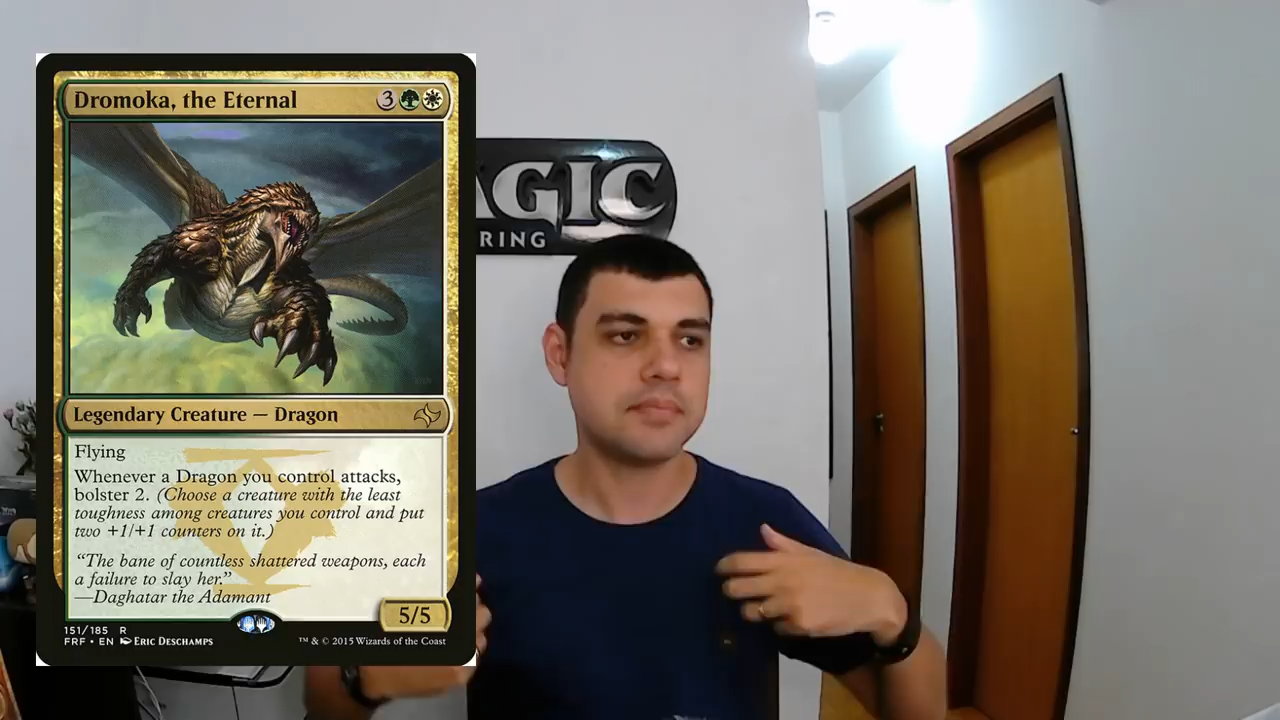 Dromoka, the Eternal 3
AGIC
RING
Legendary Creature — Dragon
Flying
Whenever a Dragon you control attacks,
bolster 2. (Choose a creature with the least
toughness among creatures you control and put
two +1/+1 counters on it.)
“The bane of countless shattered weapons, each
a failure to slay her.”
—Daghatar the Adamant
5/5
151/185 R
FRF • EN Eric Deschamps
™ & © 2015 Wizards of the Coast